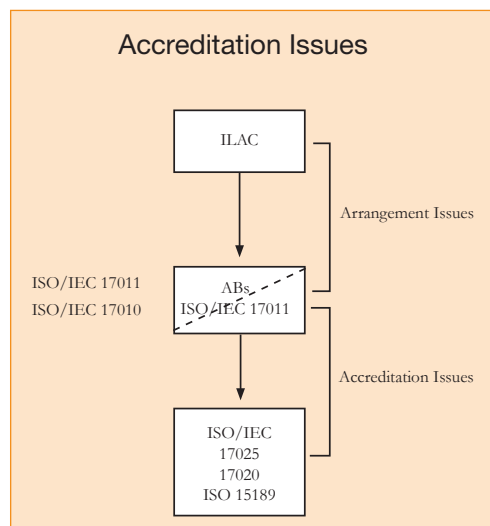 Accreditation Issues
ILAC
Arrangement Issues
ISO/IEC 17011
ISO/IEC 17010
ABs
ISO/IEC 17011
Accreditation Issues
ISO/IEC
17025
17020
ISO 15189